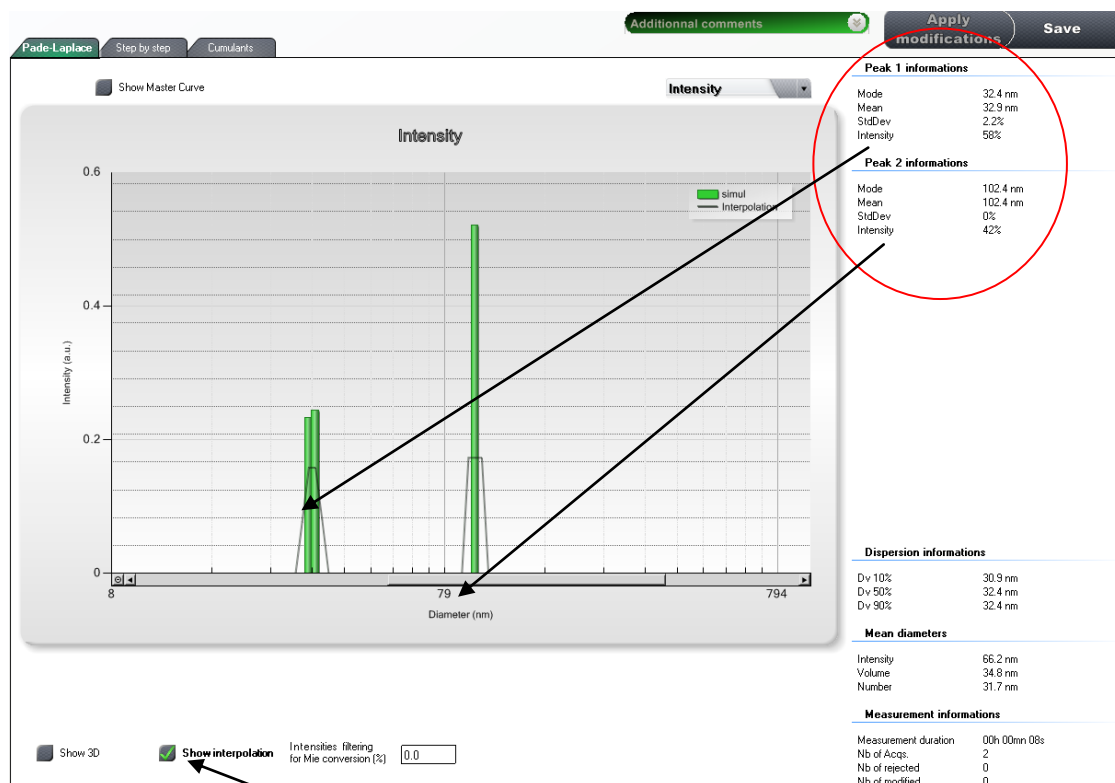 Additionnal comments
Apply modifications
Save
Pade-Laplace
Step by step
Cumulants
Show Master Curve
Intensity
Intensity
simul
Interpolation
0.6
0.4
0.2
0
Intensity (a.u.)
8
79
794
Diameter (nm)
Show 3D
Show interpolation
Intensities filtering
for Mie conversion (%)
0.0
Peak 1 informations
Mode 32.4 nm
Mean 32.9 nm
StdDev 2.2%
Intensity 58%
Peak 2 informations
Mode 102.4 nm
Mean 102.4 nm
StdDev 0%
Intensity 42%
Dispersion informations
Dv 10% 30.9 nm
Dv 50% 32.4 nm
Dv 90% 32.4 nm
Mean diameters
Intensity 66.2 nm
Volume 34.8 nm
Number 31.7 nm
Measurement informations
Measurement duration 00h 00mn 08s
Nb of Acqs. 2
Nb of rejected 0
Nb of modified 0